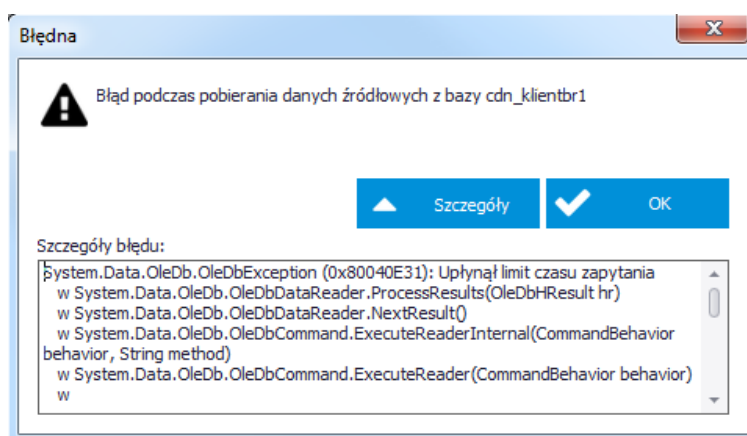 Błędna
Błąd podczas pobierania danych źródłowych z bazy cdn_klientbr1
Szczegóły
OK
Szczegóły błędu:
System.Data.OleDb.OleDbException (0x80040E31): Upłynął limit czasu zapytania
w System.Data.OleDb.OleDbDataReader.ProcessResults(OleDbHResult hr)
w System.Data.OleDb.OleDbDataReader.NextResult()
w System.Data.OleDb.OleDbCommand.ExecuteReaderInternal(CommandBehavior
behavior, String method)
w System.Data.OleDb.OleDbCommand.ExecuteReader(CommandBehavior behavior)
w